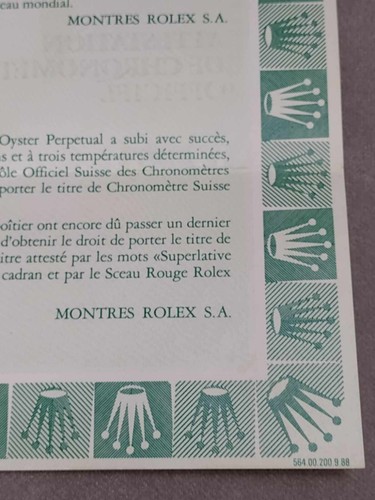 eau mondial.
MONTRES ROLEX S.A.
Oyster Perpetual a subi avec succès,
s et à trois températures déterminées,
ôle Officiel Suisse des Chronomètres
porter le titre de Chronomètre Suisse
oîtier ont encore dû passer un dernier
d'obtenir le droit de porter le titre de
itre attesté par les mots «Superlative
cadran et par le Sceau Rouge Rolex
MONTRES ROLEX S.A.
564.00.200.9.88